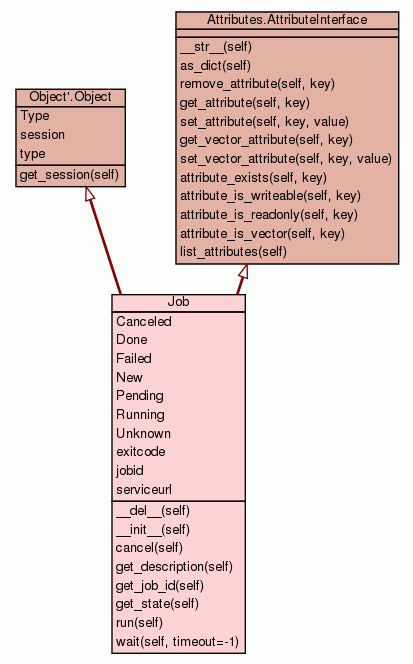 Attributes.AttributeInterface
__str__(self)
as_dict(self)
remove_attribute(self, key)
get_attribute(self, key)
set_attribute(self, key, value)
get_vector_attribute(self, key)
set_vector_attribute(self, key, value)
attribute_exists(self, key)
attribute_is_writeable(self, key)
attribute_is_readonly(self, key)
attribute_is_vector(self, key)
list_attributes(self)
Object'.Object
Type
session
type
get_session(self)
Job
Canceled
Done
Failed
New
Pending
Running
Unknown
exitcode
jobid
serviceurl
__del__(self)
__init__(self)
cancel(self)
get_description(self)
get_job_id(self)
get_state(self)
run(self)
wait(self, timeout=-1)